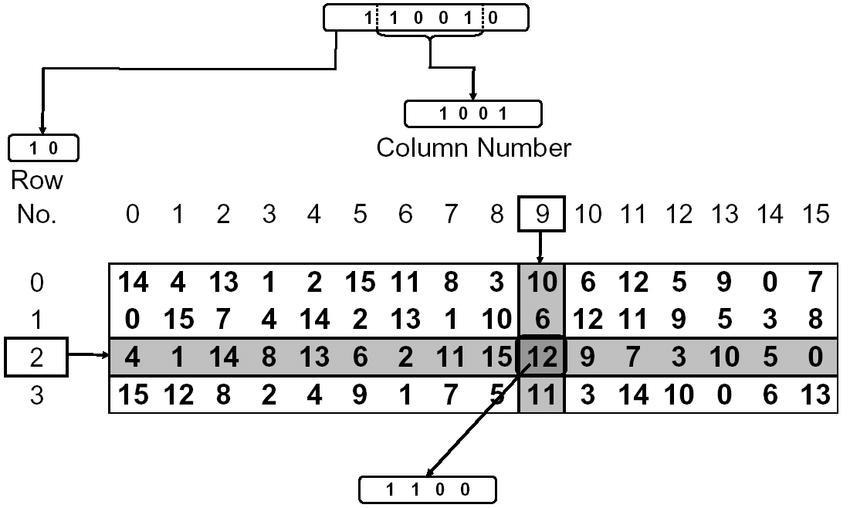 1 1 0 0 1 0
1 0 0 1
1 0
Column Number
Row
No. 0 1 2 3 4 5 6 7 8 9 10 11 12 13 14 15
0 14 4 13 1 2 15 11 8 3 10 6 12 5 9 0 7
1 0 15 7 4 14 2 13 1 10 6 12 11 9 5 3 8
2 4 1 14 8 13 6 2 11 15 12 9 7 3 10 5 0
3 15 12 8 2 4 9 1 7 5 11 3 14 10 0 6 13
1 1 0 0